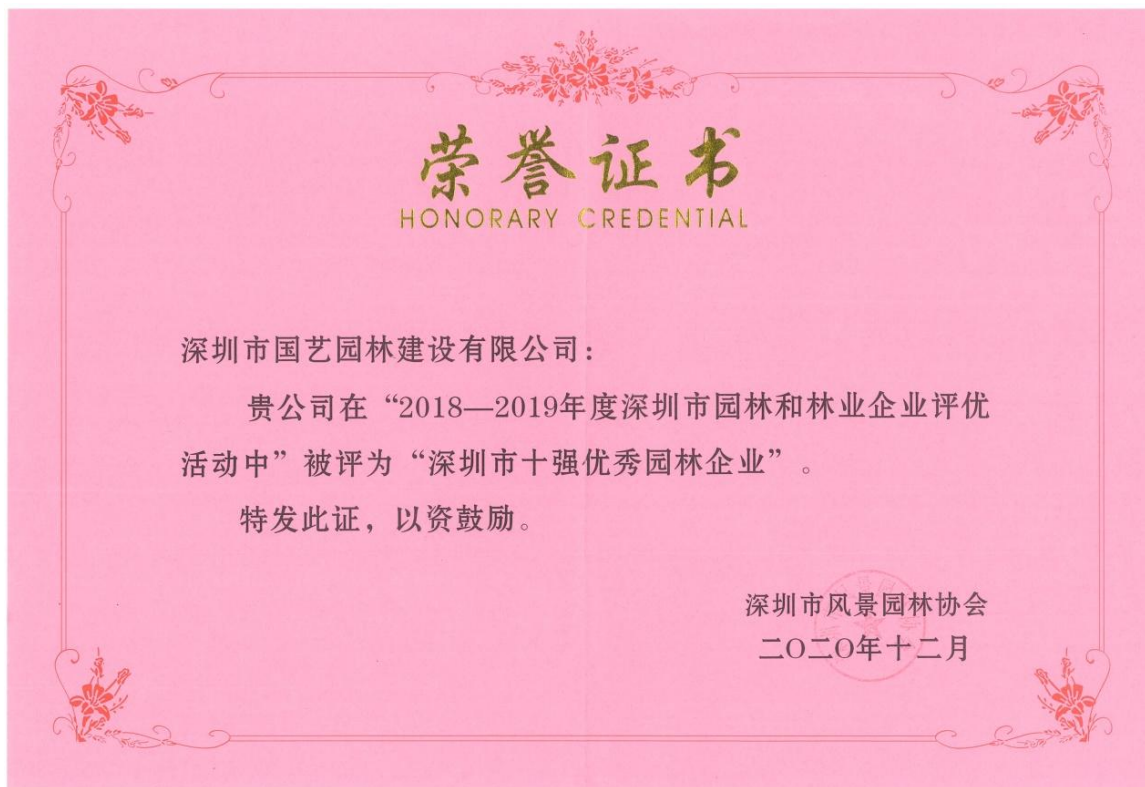 荣誉证书
HONORARY CREDENTIAL
深圳市国艺园林建设有限公司：
贵公司在“2018—2019年度深圳市园林和林业企业评优
活动中”被评为“深圳市十强优秀园林企业”。
特发此证，以资鼓励。
深圳市风景园林协会
二〇二〇年十二月